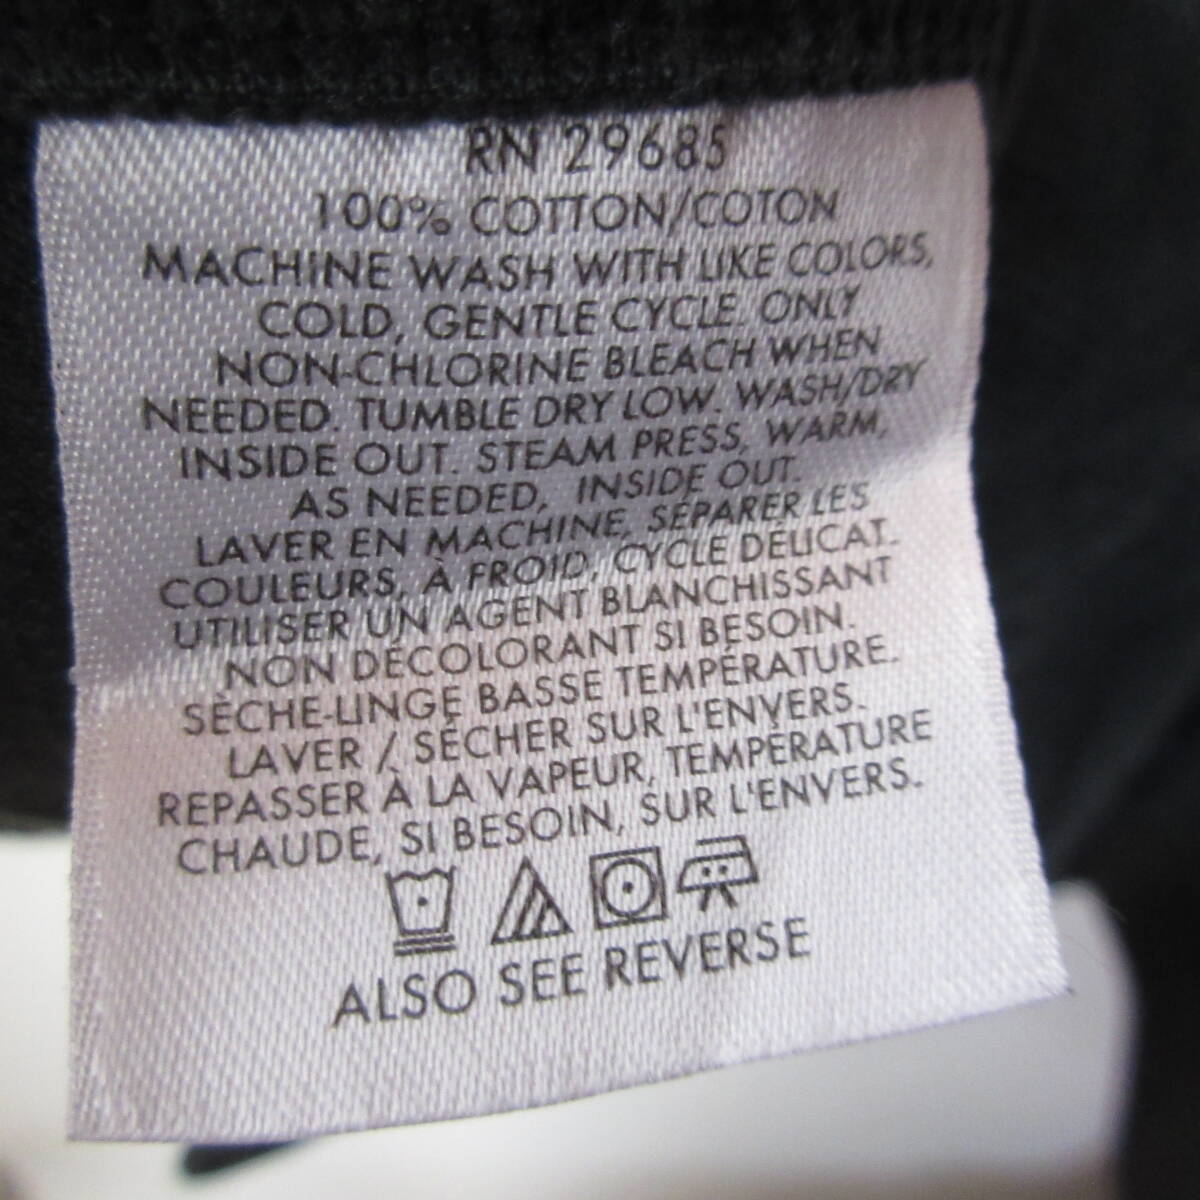 RN 29685
100% COTTON/COTON
MACHINE WASH WITH LIKE COLORS,
COLD, GENTLE CYCLE. ONLY
NON-CHLORINE BLEACH WHEN
NEEDED. TUMBLE DRY LOW. WASH/DRY
INSIDE OUT. STEAM PRESS, WARM,
AS NEEDED, INSIDE OUT.
LAVER EN MACHINE, SÉPARER LES
COULEURS, À FROID, CYCLE DÉLICAT.
UTILISER UN AGENT BLANCHISSANT
NON DÉCOLORANT SI BESOIN.
SÈCHE-LINGE BASSE TEMPÉRATURE.
LAVER / SÉCHER SUR L'ENVERS.
REPASSER À LA VAPEUR, TEMPÉRATURE
CHAUDE, SI BESOIN, SUR L'ENVERS.
ALSO SEE REVERSE